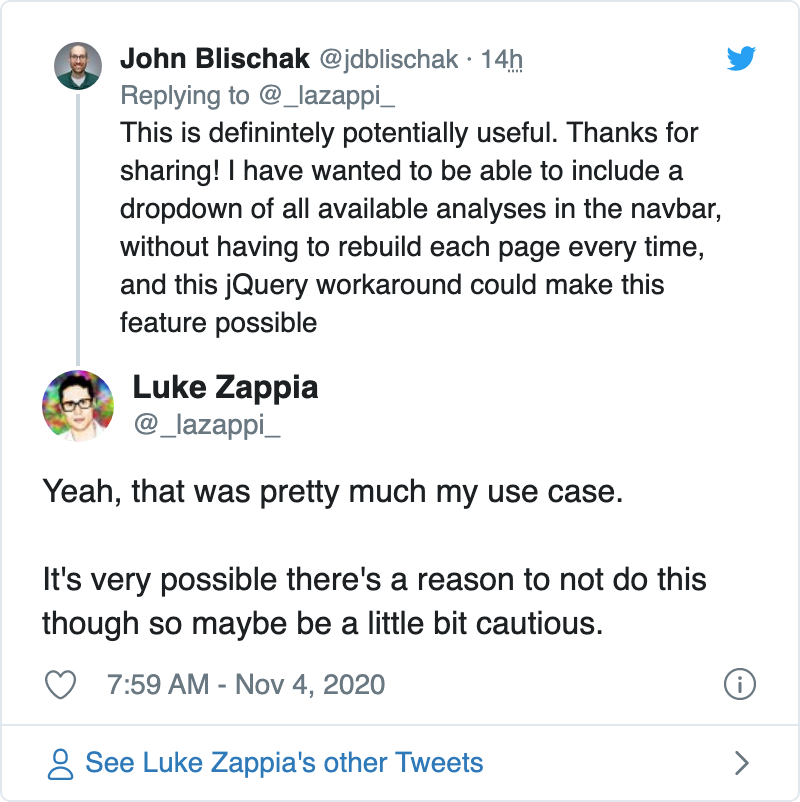 John Blischak @jdblischak · 14h
Replying to @_lazappi_
This is definintely potentially useful. Thanks for
sharing! I have wanted to be able to include a
dropdown of all available analyses in the navbar,
without having to rebuild each page every time,
and this jQuery workaround could make this
feature possible
Luke Zappia
@_lazappi_
Yeah, that was pretty much my use case.
It's very possible there's a reason to not do this
though so maybe be a little bit cautious.
7:59 AM - Nov 4, 2020
See Luke Zappia's other Tweets